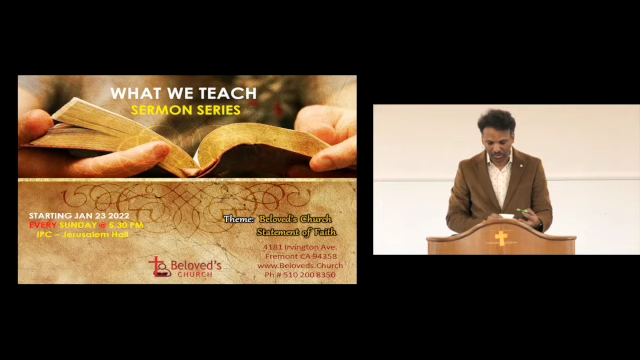 WHAT WE TEACH
SERMON SERIES
STARTING JAN 23 2022
EVERY SUNDAY @ 5.30 PM
IPC – Jerusalem Hall
Theme: Beloved's Church
Statement of Faith
4181 Irvington Ave.
Fremont CA 94358
www.Beloveds.Church
Ph # 510 200 8350
Beloved's
CHURCH